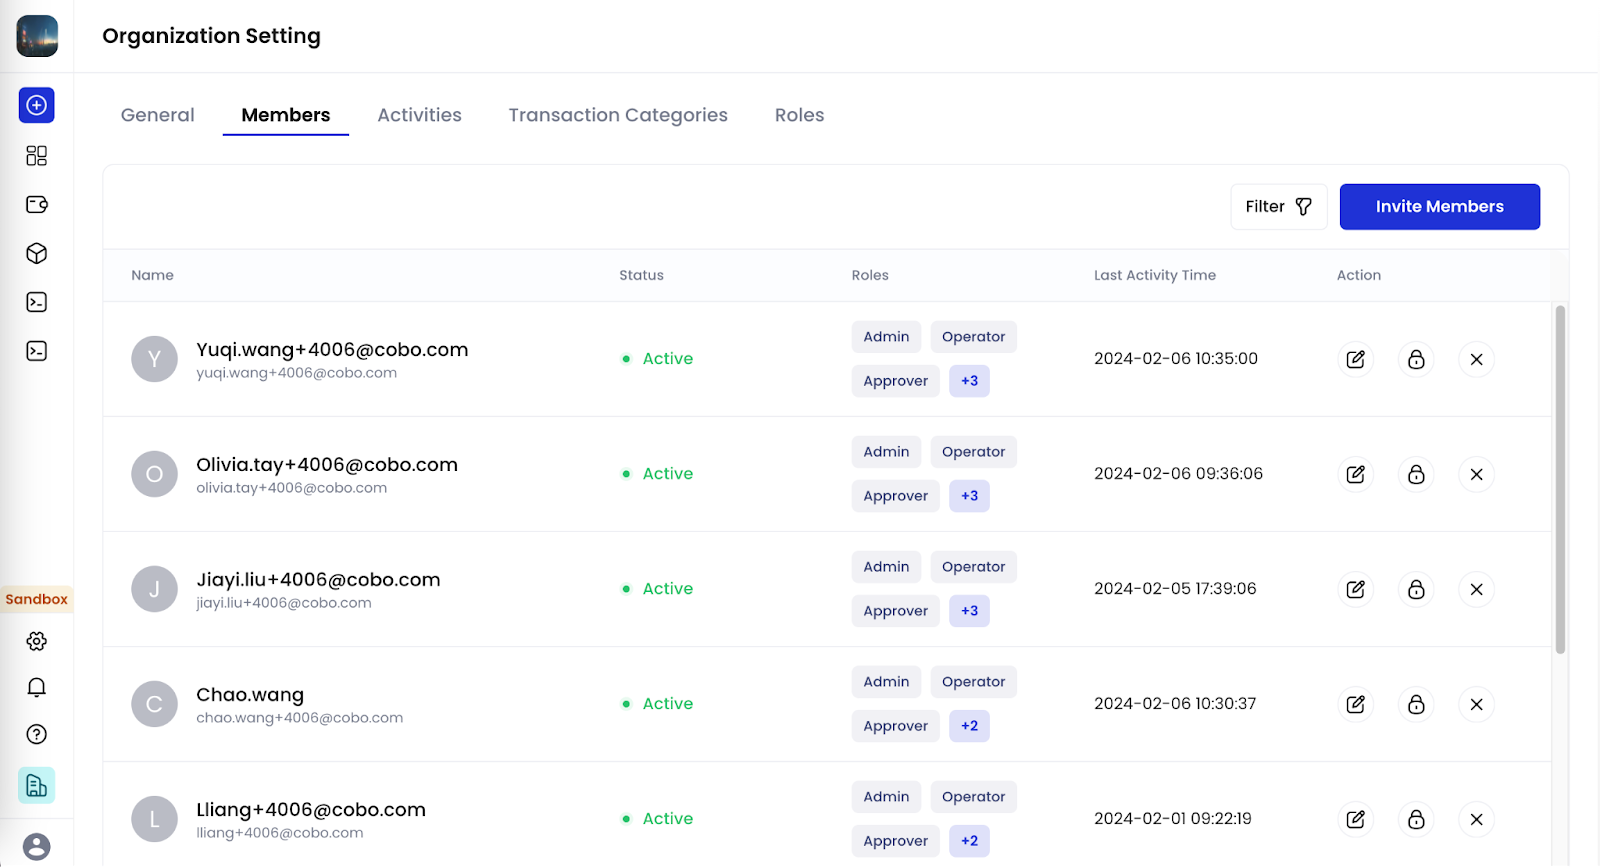 Organization Setting
General Members Activities Transaction Categories Roles
Filter Invite Members
Name Status Roles Last Activity Time Action
Y Yuqi.wang+4006@cobo.com
yuqi.wang+4006@cobo.com
Active
Admin Operator
Approver +3
2024-02-06 10:35:00
O Olivia.tay+4006@cobo.com
olivia.tay+4006@cobo.com
Active
Admin Operator
Approver +3
2024-02-06 09:36:06
J Jiayi.liu+4006@cobo.com
jiayi.liu+4006@cobo.com
Active
Admin Operator
Approver +3
2024-02-05 17:39:06
Sandbox
C Chao.wang
chao.wang+4006@cobo.com
Active
Admin Operator
Approver +2
2024-02-06 10:30:37
L Lliang+4006@cobo.com
lliang+4006@cobo.com
Active
Admin Operator
Approver +2
2024-02-01 09:22:19